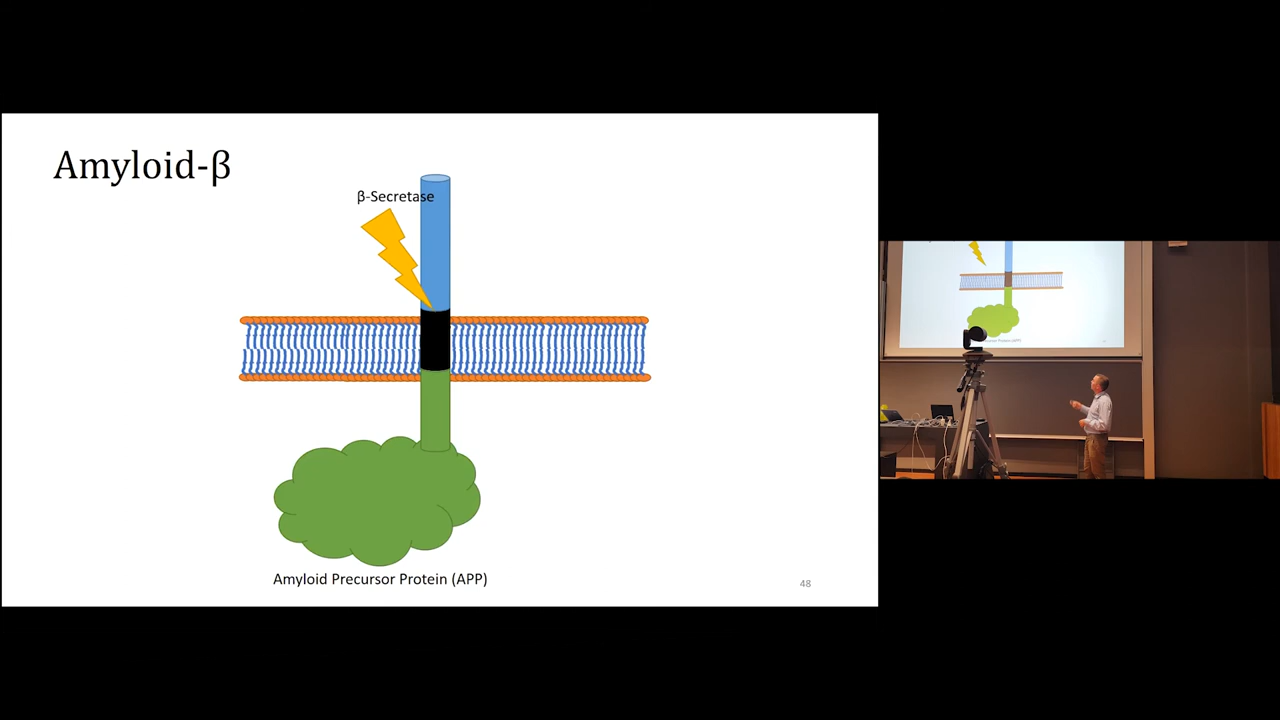 Amyloid-β
β-Secretase
Amyloid Precursor Protein (APP)
48